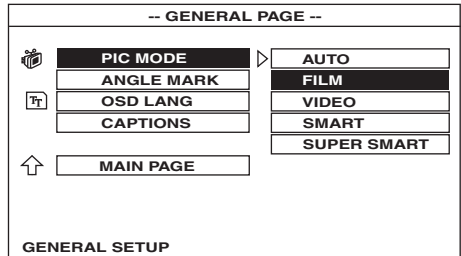 -- GENERAL PAGE --
PIC MODE
ANGLE MARK
OSD LANG
CAPTIONS
MAIN PAGE
AUTO
FILM
VIDEO
SMART
SUPER SMART
TT
GENERAL SETUP